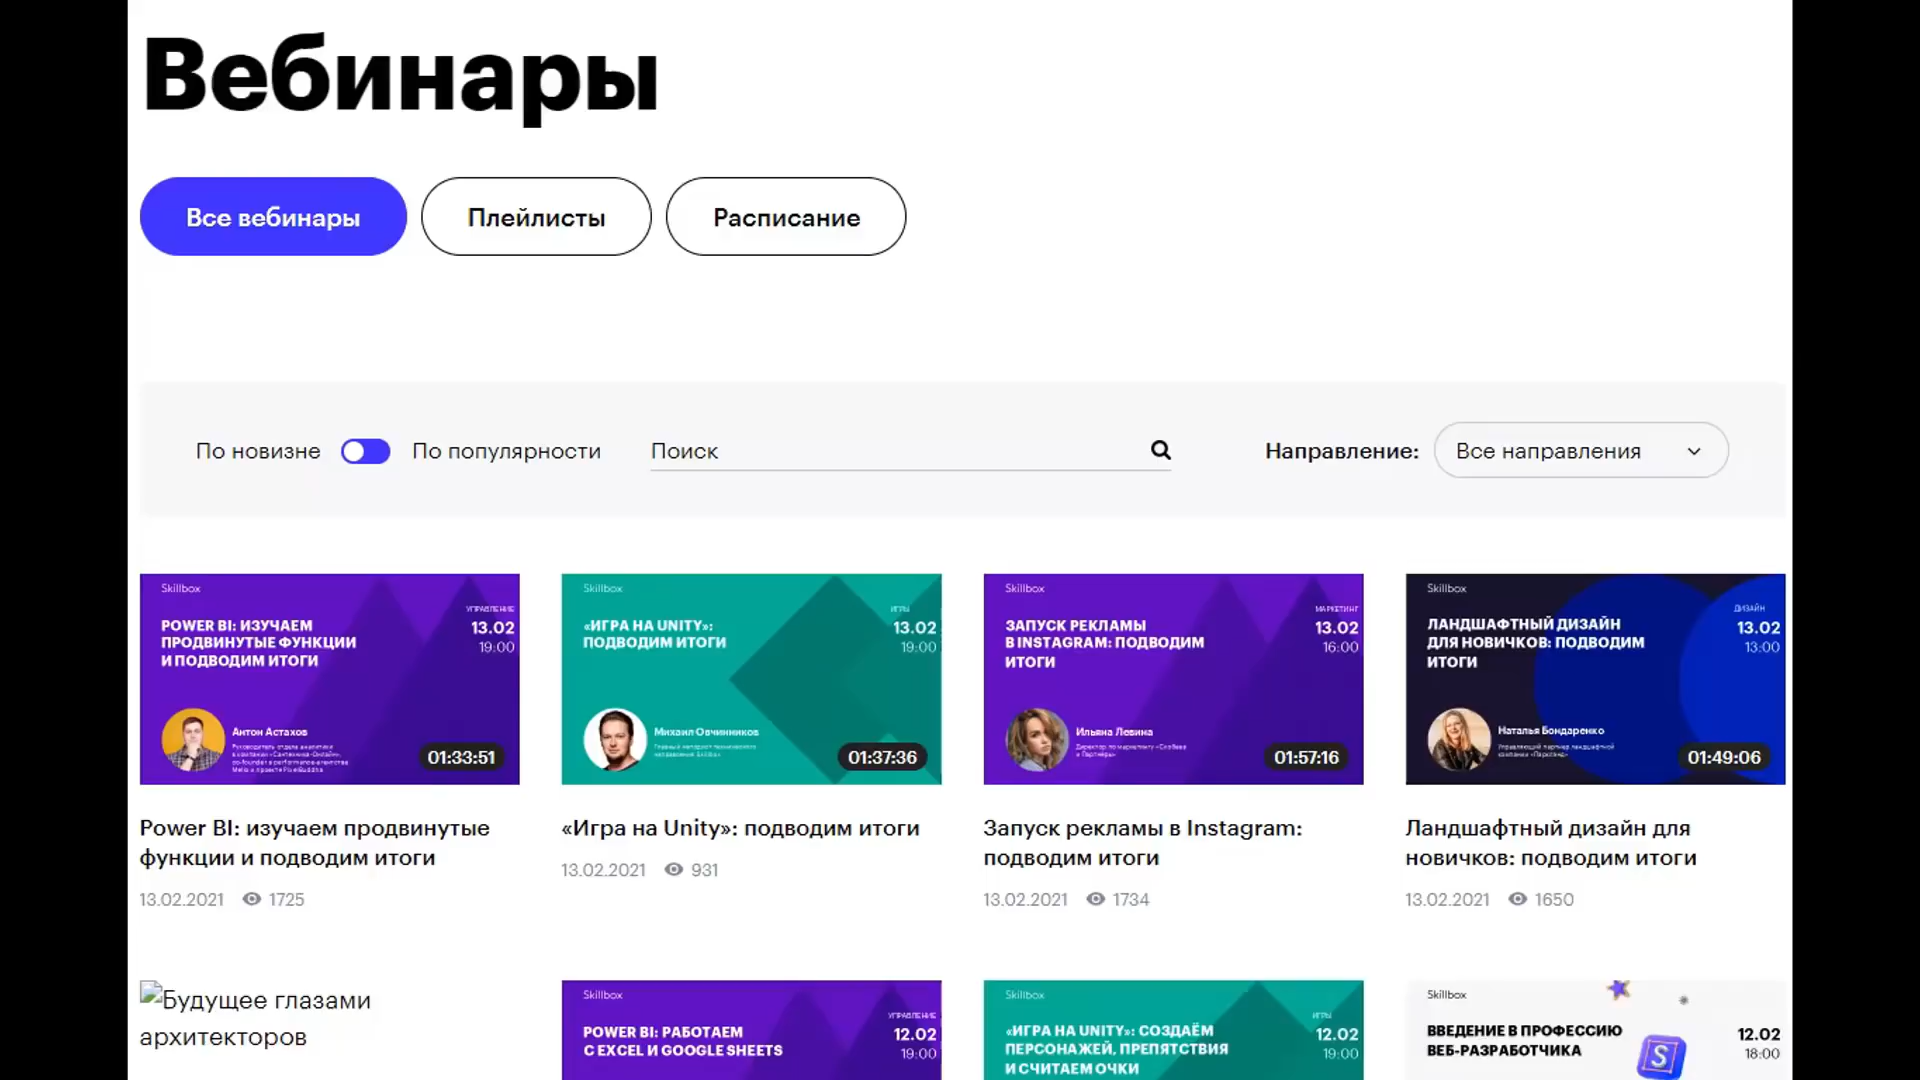 Вебинары
Все вебинары
Плейлисты
Расписание
По новизне
По популярности
Поиск
Направление:
Все направления
Skillbox
УПРАВЛЕНИЕ
POWER BI: ИЗУЧАЕМ
ПРОДВИНУТЫЕ ФУНКЦИИ
И ПОДВОДИМ ИТОГИ
13.02
19:00
Антон Астахов
01:33:51
Skillbox
ИГРЫ
«ИГРА НА UNITY»:
ПОДВОДИМ ИТОГИ
13.02
19:00
Михаил Овчинников
01:37:36
Skillbox
МАРКЕТИНГ
ЗАПУСК РЕКЛАМЫ
В INSTAGRAM: ПОДВОДИМ
ИТОГИ
13.02
16:00
Ильяна Левина
01:57:16
Skillbox
ДИЗАЙН
ЛАНДШАФТНЫЙ ДИЗАЙН
ДЛЯ НОВИЧКОВ: ПОДВОДИМ
ИТОГИ
13.02
13:00
Наталья Бондаренко
01:49:06
Power BI: изучаем продвинутые
функции и подводим итоги
13.02.2021 1725
«Игра на Unity»: подводим итоги
13.02.2021 931
Запуск рекламы в Instagram:
подводим итоги
13.02.2021 1734
Ландшафтный дизайн для
новичков: подводим итоги
13.02.2021 1650
Будущее глазами
архитекторов
Skillbox
УПРАВЛЕНИЕ
POWER BI: РАБОТАЕМ
С EXCEL И GOOGLE SHEETS
12.02
19:00
Skillbox
ИГРЫ
«ИГРА НА UNITY»: СОЗДАЁМ
ПЕРСОНАЖЕЙ, ПРЕПЯТСТВИЯ
И СЧИТАЕМ ОЧКИ
12.02
19:00
Skillbox
ВВЕДЕНИЕ В ПРОФЕССИЮ
ВЕБ-РАЗРАБОТЧИКА
12.02
18:00
S